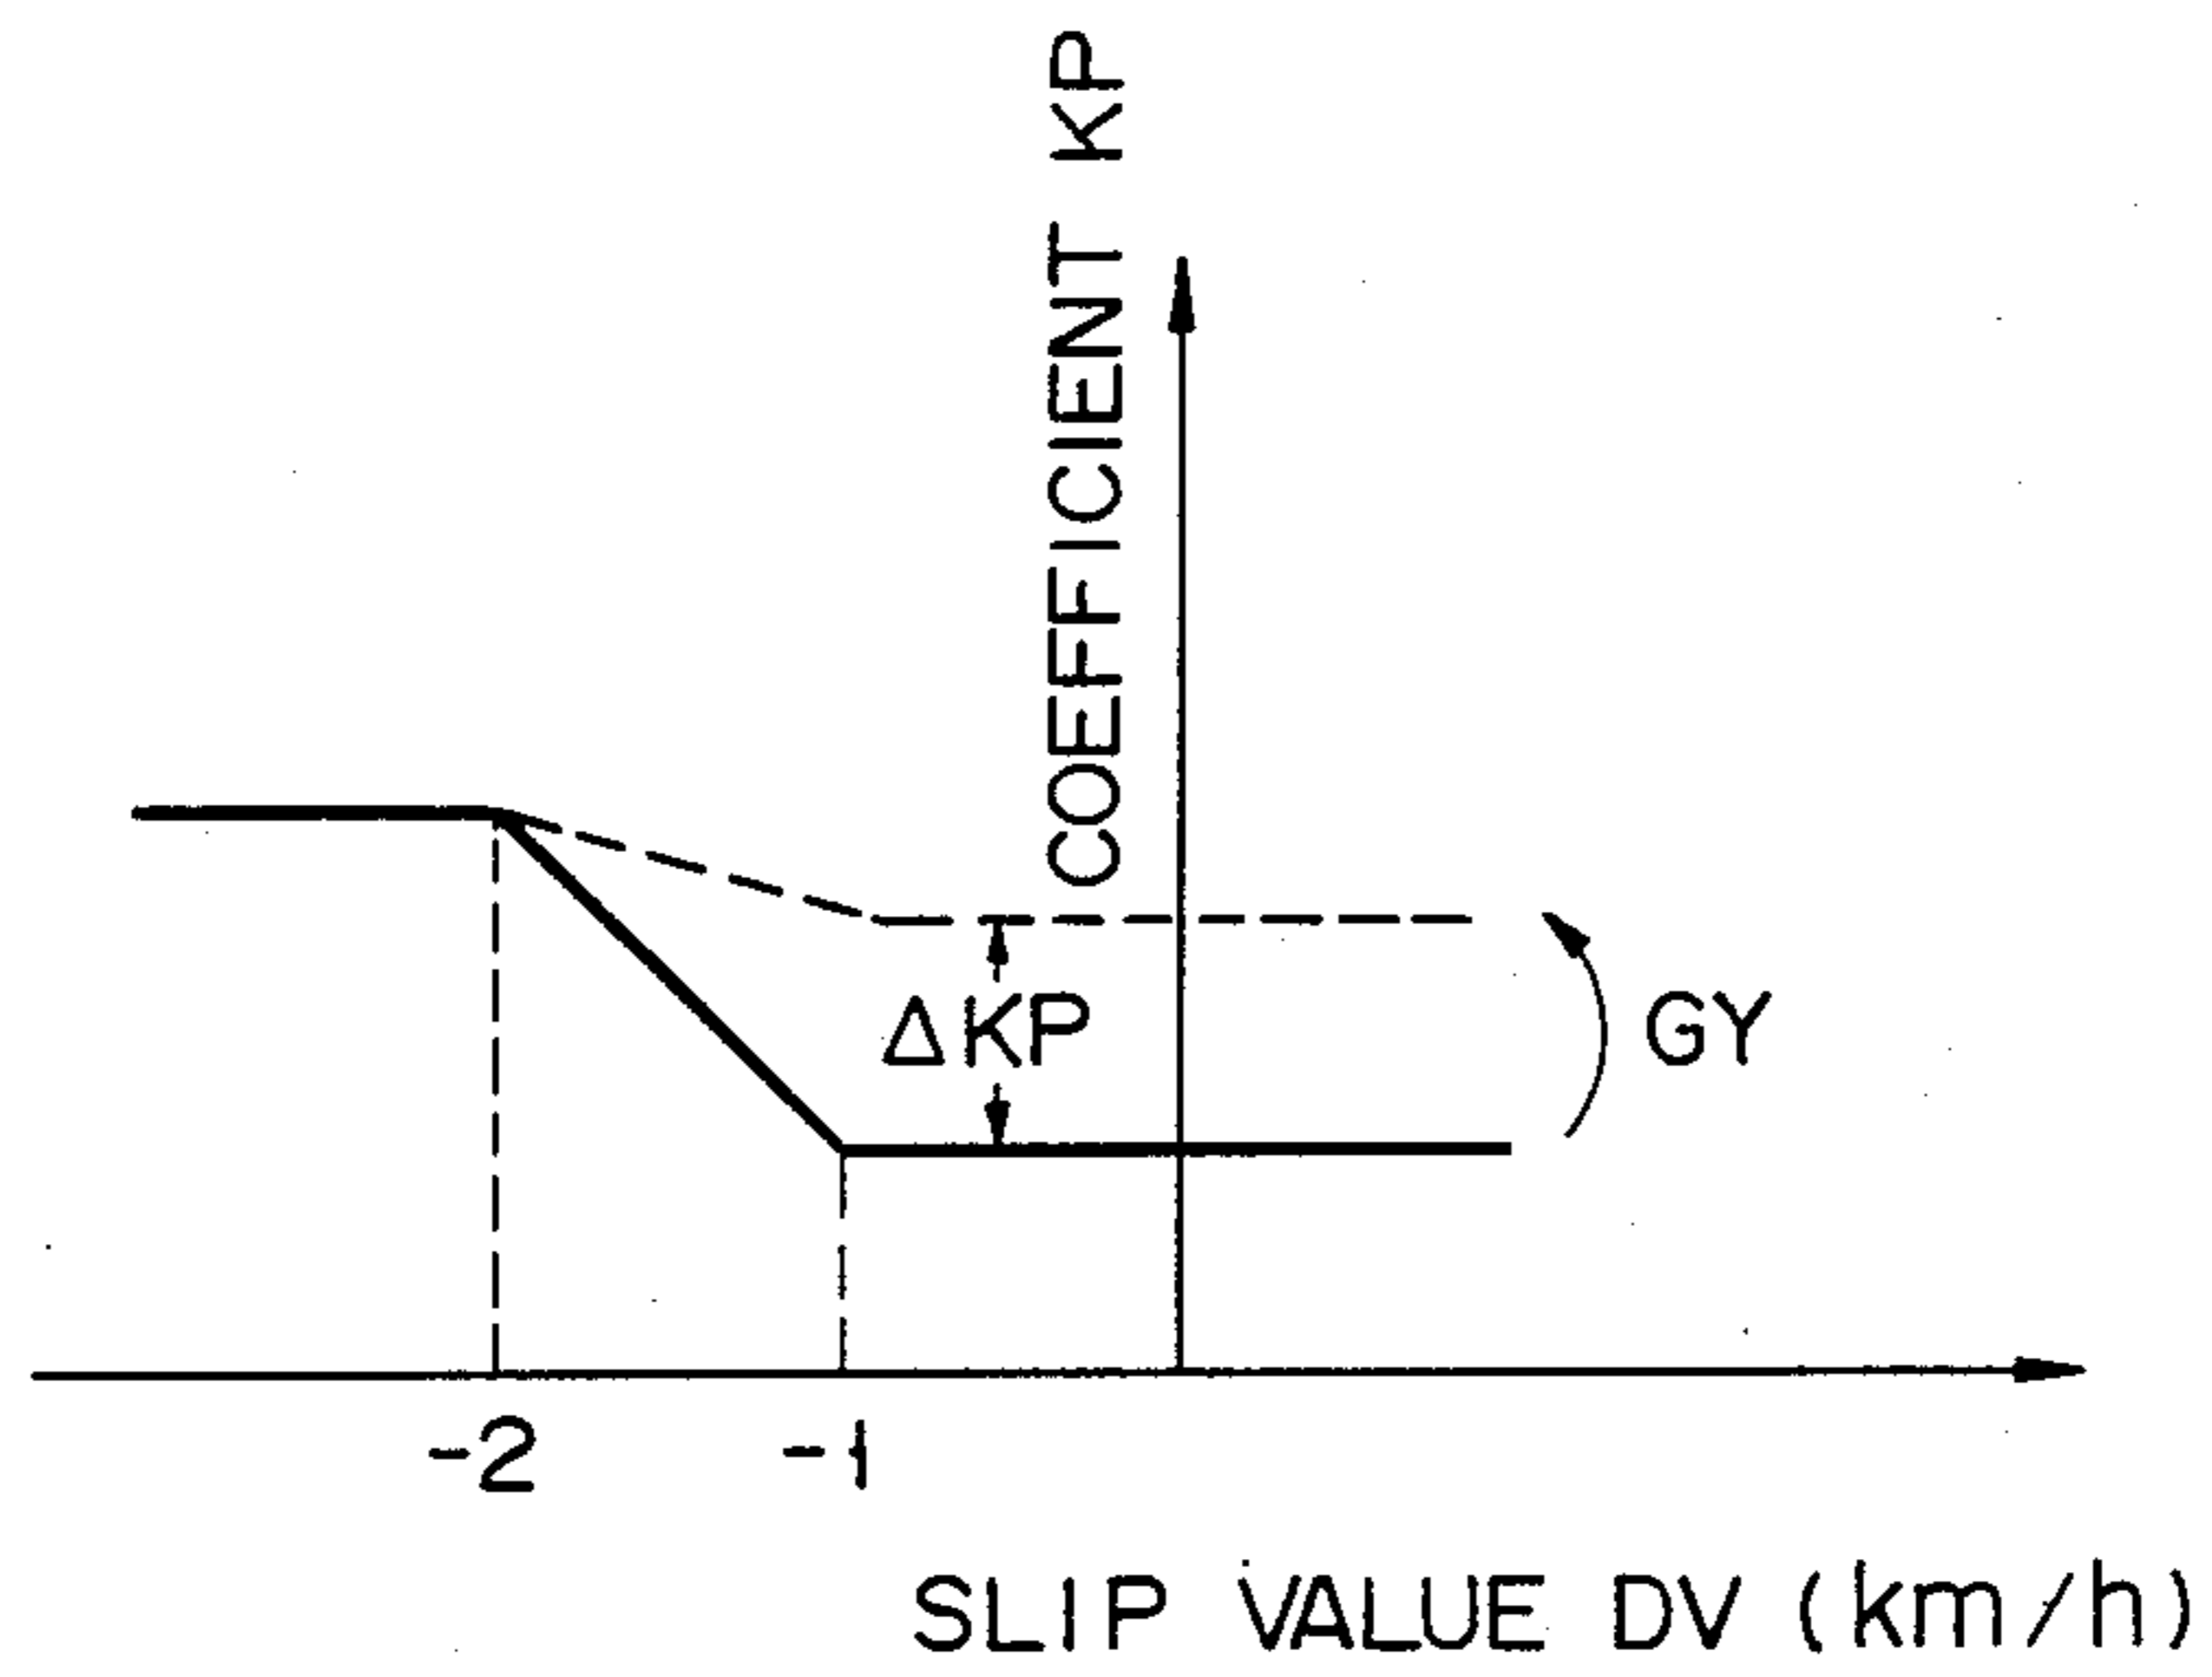 COEFFICIENT KP
ΔKP
GY
-2
-1
SLIP VALUE DV (km/h)